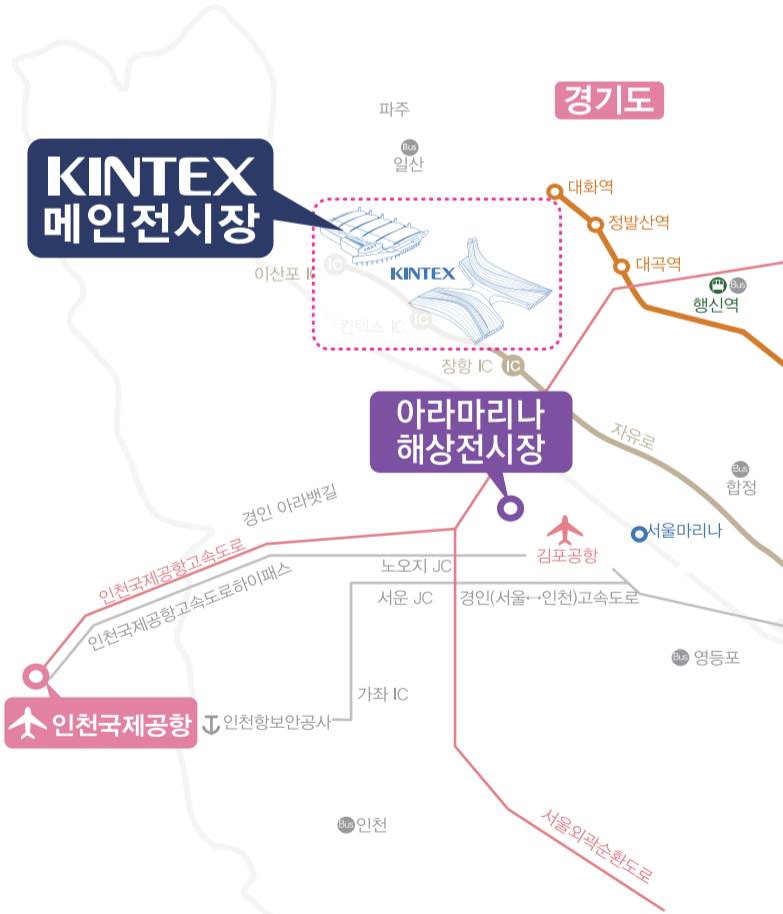 경기도
파주
Bus
일산
KINTEX
메인전시장
대화역
정발산역
대곡역
Bus
행신역
KINTEX
이산포 I
IC
킨텍스 IC
IC
장항 IC
IC
아라마리나
해상전시장
자유로
Bus
합정
경인 아라뱃길
서울마리나
김포공항
인천국제공항고속도로
인천국제공항고속도로하이패스
노오지 JC
서운 JC
경인(서울↔인천)고속도로
Bus
영등포
가좌 IC
인천국제공항
인천항보안공사
Bus
인천
서울외곽순환도로